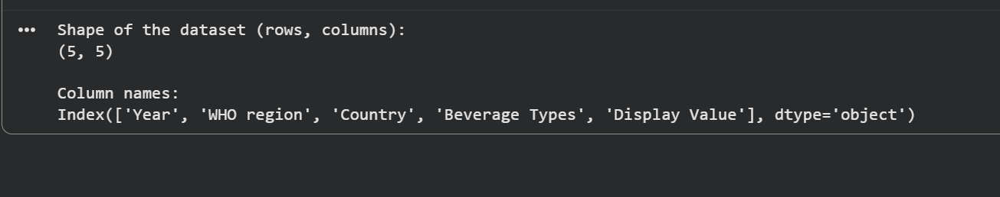 Shape of the dataset (rows, columns):
(5, 5)
Column names:
Index(['Year', 'WHO region', 'Country', 'Beverage Types', 'Display Value'], dtype='object')